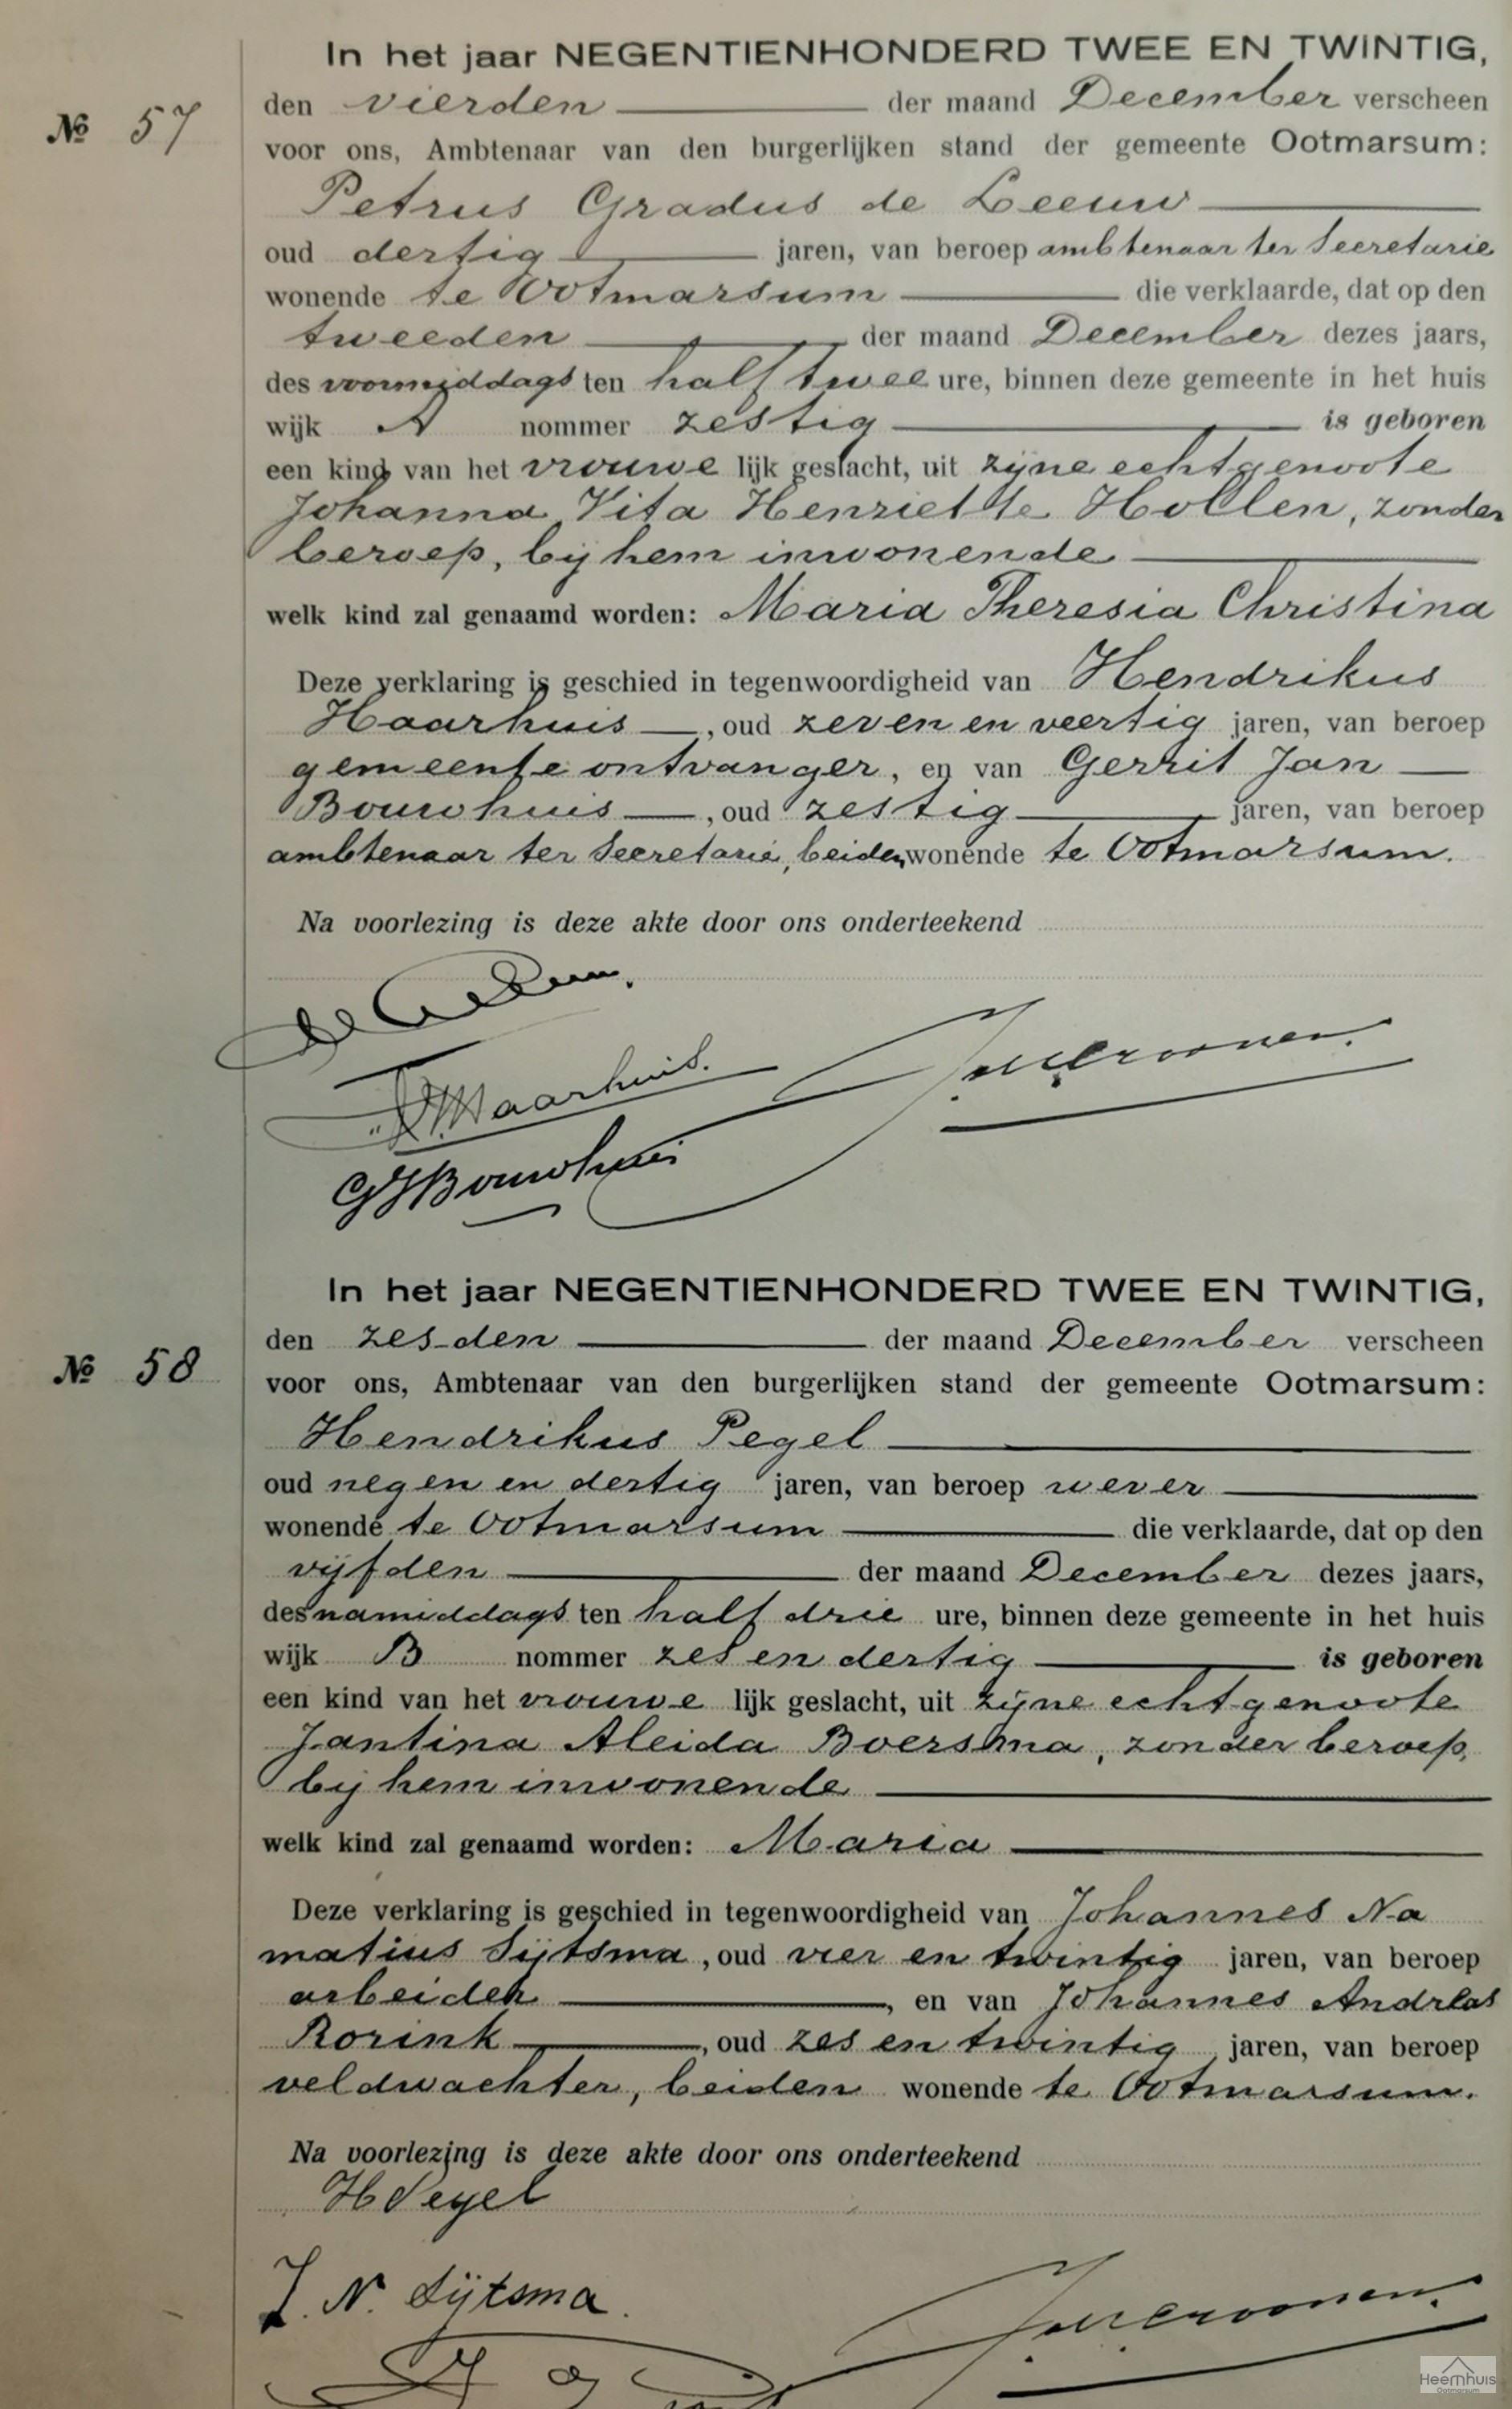 In het jaar NEGENTIENHONDERD TWEE EN TWINTIG,
№ 57
den vierden der maand December verscheen
voor ons, Ambtenaar van den burgerlijken stand der gemeente Ootmarsum:
Petrus Gradus de Leeuw
oud dertig jaren, van beroep ambtenaar ter Secretarie
wonende te Ootmarsum die verklaarde, dat op den
tweeden der maand December dezes jaars,
des voormiddags ten half twee ure, binnen deze gemeente in het huis
wijk A nommer zestig is geboren
een kind van het vrouwe lijk geslacht, uit zijne echtgenoote
Johanna Vita Henriette Hollen, zonder
beroep, bij hem inwonende
welk kind zal genaamd worden: Maria Theresia Christina
Deze verklaring is geschied in tegenwoordigheid van Hendrikus
Haarhuis, oud zeven en veertig jaren, van beroep
gemeente ontvanger, en van Gerrit Jan
Bouwhuis, oud zestig jaren, van beroep
ambtenaar ter Secretarie, beiden wonende te Ootmarsum.
Na voorlezing is deze akte door ons onderteekend
de Leeuw.
Haarhuis.
GJBouwhuis
In het jaar NEGENTIENHONDERD TWEE EN TWINTIG,
№ 58
den zesden der maand December verscheen
voor ons, Ambtenaar van den burgerlijken stand der gemeente Ootmarsum:
Hendrikus Pegel
oud negen en dertig jaren, van beroep wever
wonende te Ootmarsum die verklaarde, dat op den
vijfden der maand December dezes jaars,
des namiddags ten half drie ure, binnen deze gemeente in het huis
wijk B nommer zes en dertig is geboren
een kind van het vrouwe lijk geslacht, uit zijne echtgenoote
Jantina Aleida Boersma, zonder beroep,
bij hem inwonende
welk kind zal genaamd worden: Maria
Deze verklaring is geschied in tegenwoordigheid van Johannes Na
matius Sijtsma, oud vier en twintig jaren, van beroep
arbeider, en van Johannes Andreas
Rorink, oud zes en twintig, jaren, van beroep
veldwachter, beiden wonende te Ootmarsum.
Na voorlezing is deze akte door ons onderteekend
H Pegel
J. N. Sijtsma.
Heemhuis
Ootmarsum